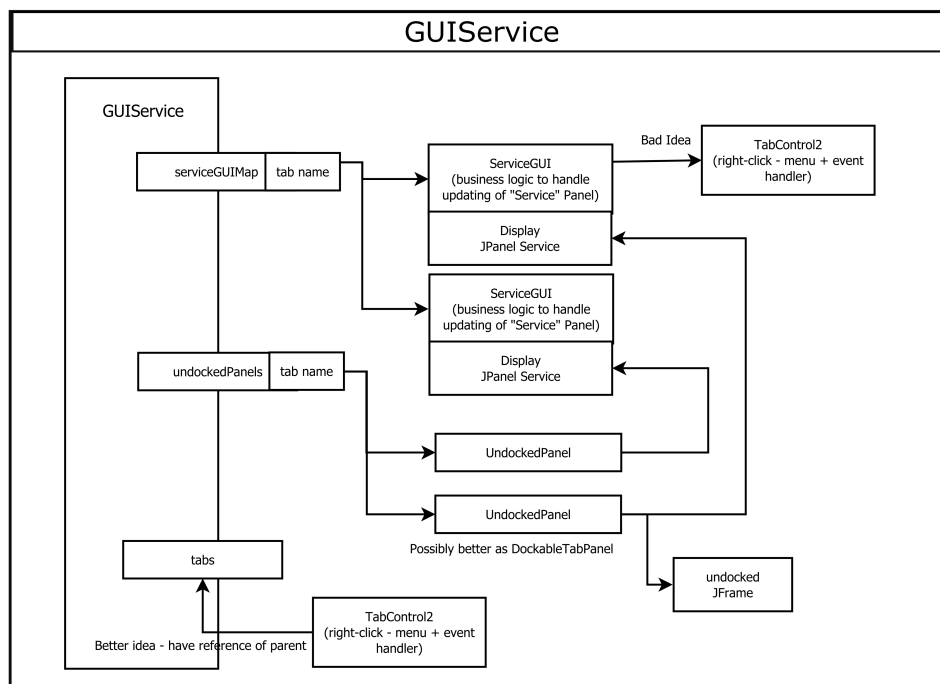 GUIService
GUIService
serviceGUIMap
tab name
ServiceGUI
(business logic to handle
updating of "Service" Panel)
Display
JPanel Service
Bad Idea
TabControl2
(right-click - menu + event
handler)
ServiceGUI
(business logic to handle
updating of "Service" Panel)
Display
JPanel Service
undockedPanels
tab name
UndockedPanel
UndockedPanel
Possibly better as DockableTabPanel
tabs
undocked
JFrame
TabControl2
(right-click - menu + event
handler)
Better idea - have reference of parent